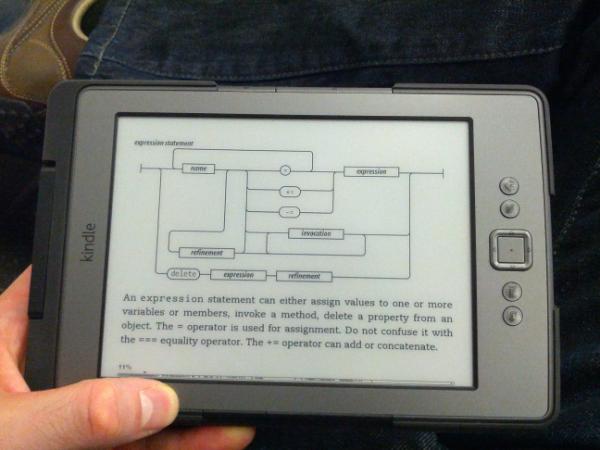 expression statement
name
=
expression
+=
-=
invocation
refinement
delete
expression
refinement
An expression statement can either assign values to one or more
variables or members, invoke a method, delete a property from an
object. The = operator is used for assignment. Do not confuse it with
the === equality operator. The += operator can add or concatenate.
11%
kindle